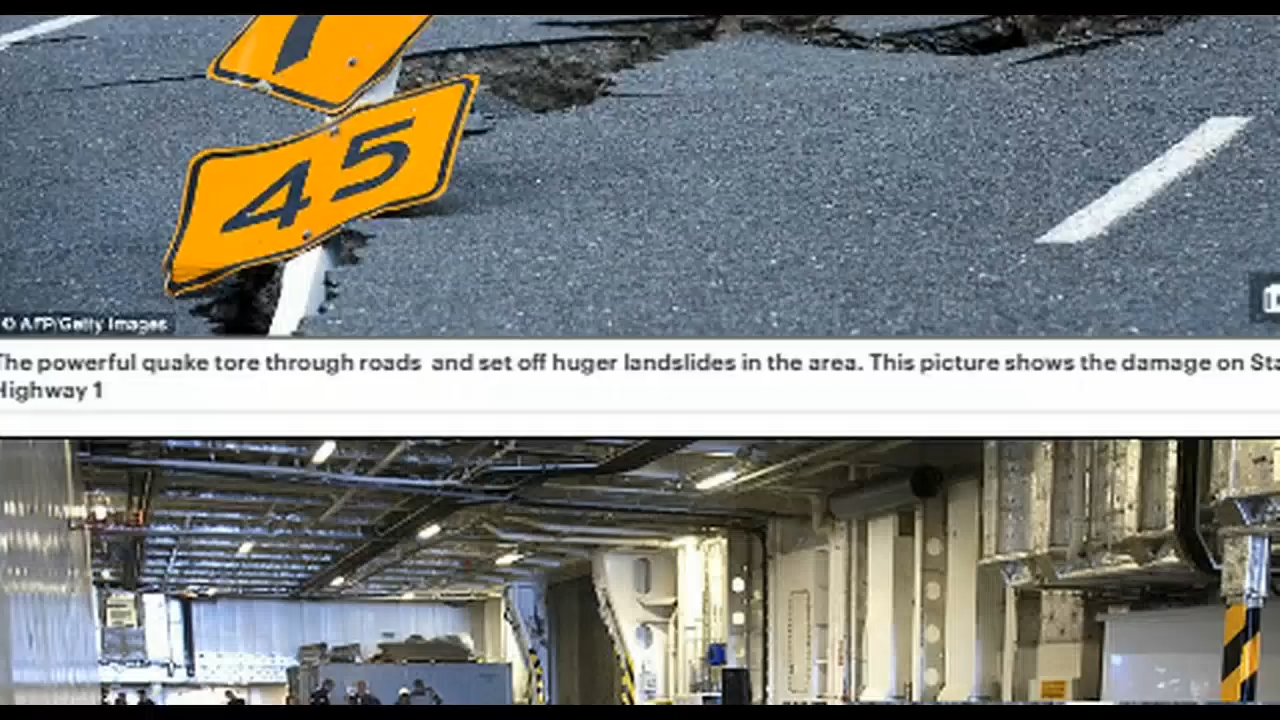 45
© AFP/Getty Images
The powerful quake tore through roads and set off huger landslides in the area. This picture shows the damage on Sta
Highway 1